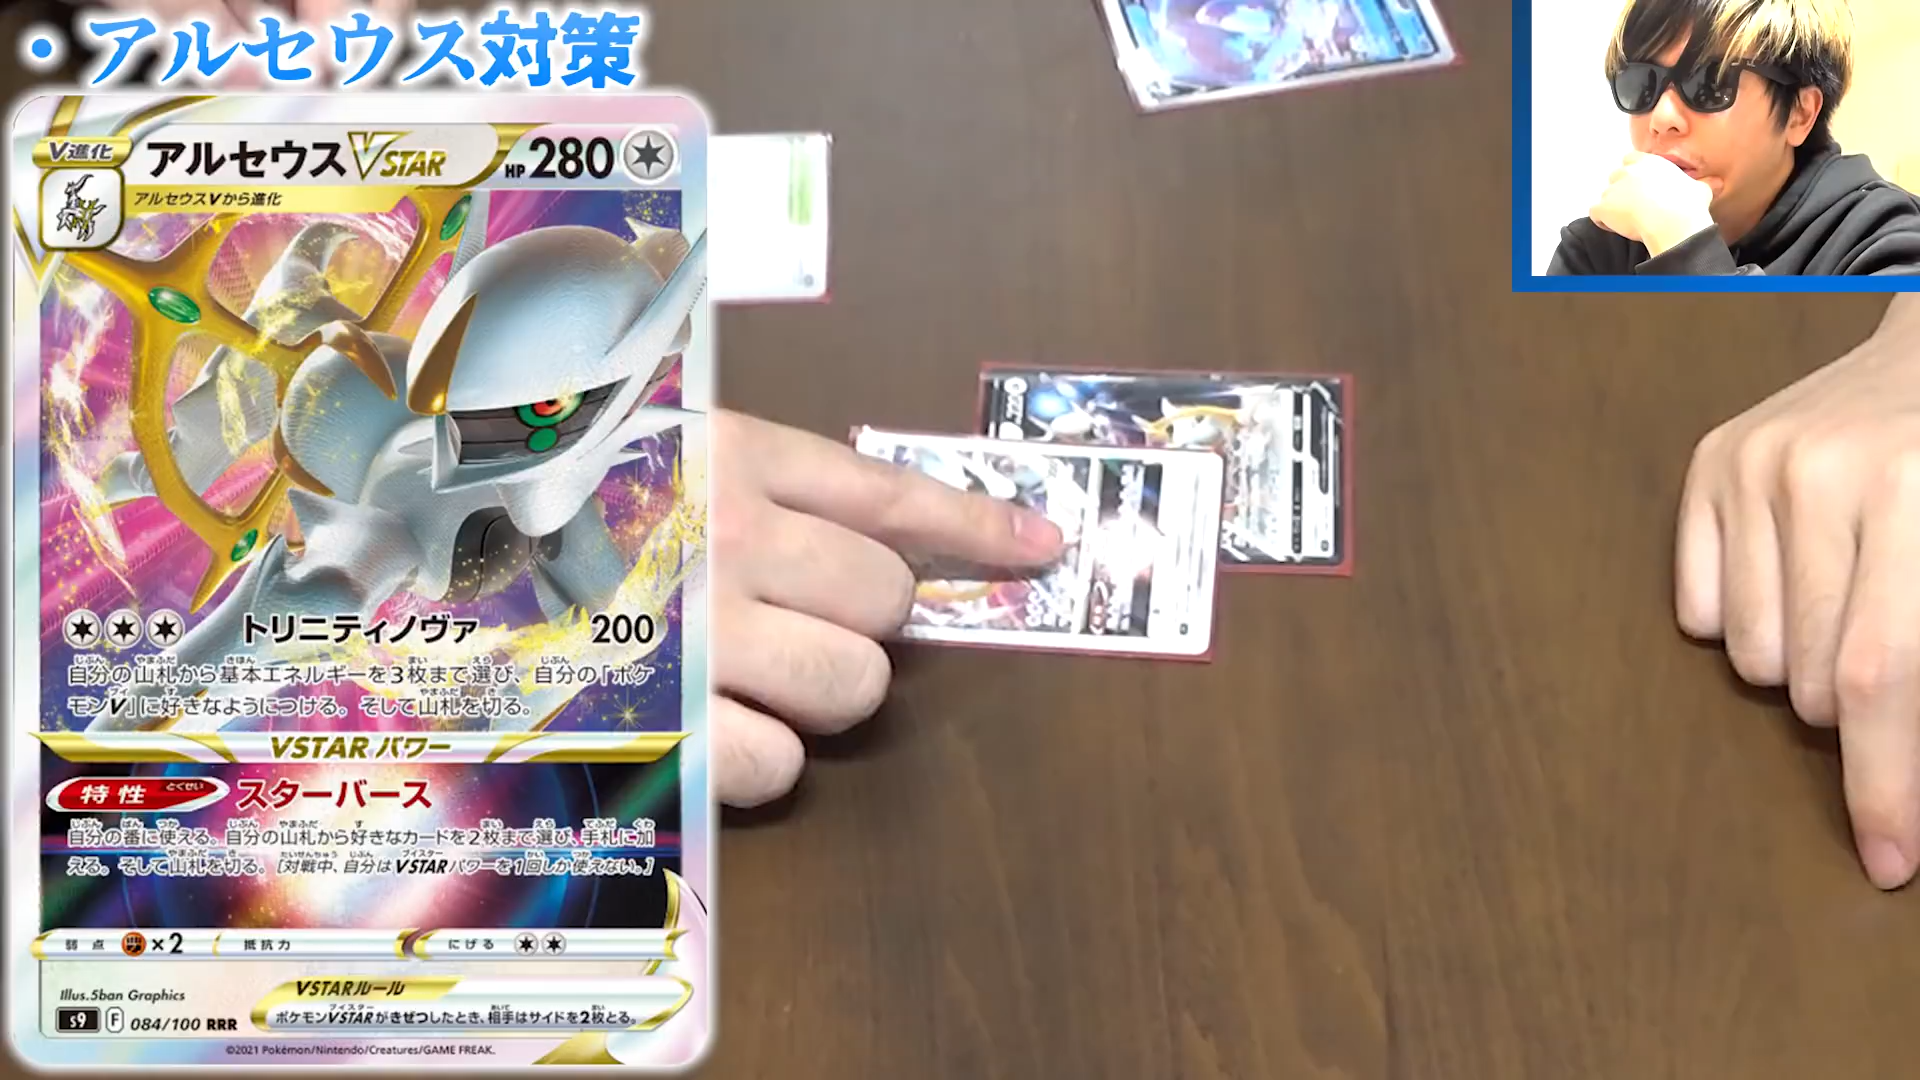 ・アルセウス対策
V進化
アルセウスVSTAR
HP 280
アルセウスVから進化
トリニティノヴァ 200
自分の山札から基本エネルギーを3枚まで選び、自分の「ポケ
モンV」に好きなようにつける。そして山札を切る。
VSTARパワー
特性 スターバース
自分の番に使える。自分の山札から好きなカードを2枚まで選び、手札に加
える。そして山札を切る。[対戦中、自分はVSTARパワーを1回しか使えない。]
弱点 ×2 抵抗力 にげる
Illus.5ban Graphics
VSTARルール
s9 F 084/100 RRR
ポケモンVSTARがきぜつしたとき、相手はサイドを2枚とる。
©2021 Pokémon/Nintendo/Creatures/GAME FREAK.